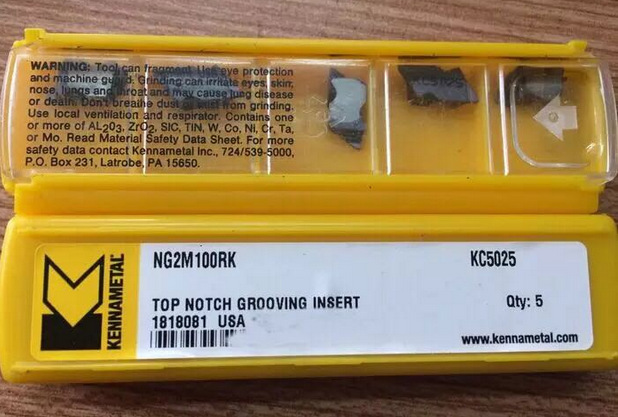 WARNING: Tool can fragment. Use eye protection
and machine guard. Grinding can irritate eyes, skin,
nose, lungs and throat and may cause lung disease
or death. Don't breathe dust or mist from grinding.
Use local ventilation and respirator. Contains one
or more of AL2O3, ZrO2, SIC, TIN, W, Co, Ni, Cr, Ta,
or Mo. Read Material Safety Data Sheet. For more
safety data contact Kennametal Inc., 724/539-5000,
P.O. Box 231, Latrobe, PA 15650.
KC5025
KENNAMETAL
NG2M100RK KC5025
TOP NOTCH GROOVING INSERT Qty: 5
1818081 USA
www.kennametal.com